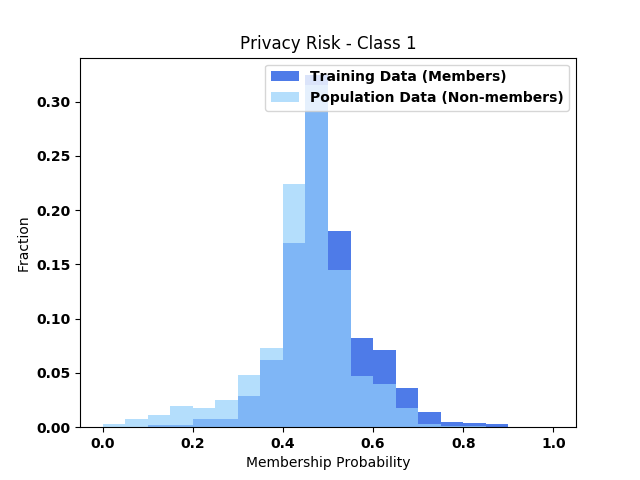 Privacy Risk - Class 1
Training Data (Members)
Population Data (Non-members)
0.30
0.25
0.20
0.15
0.10
0.05
0.00
Fraction
0.0 0.2 0.4 0.6 0.8 1.0
Membership Probability